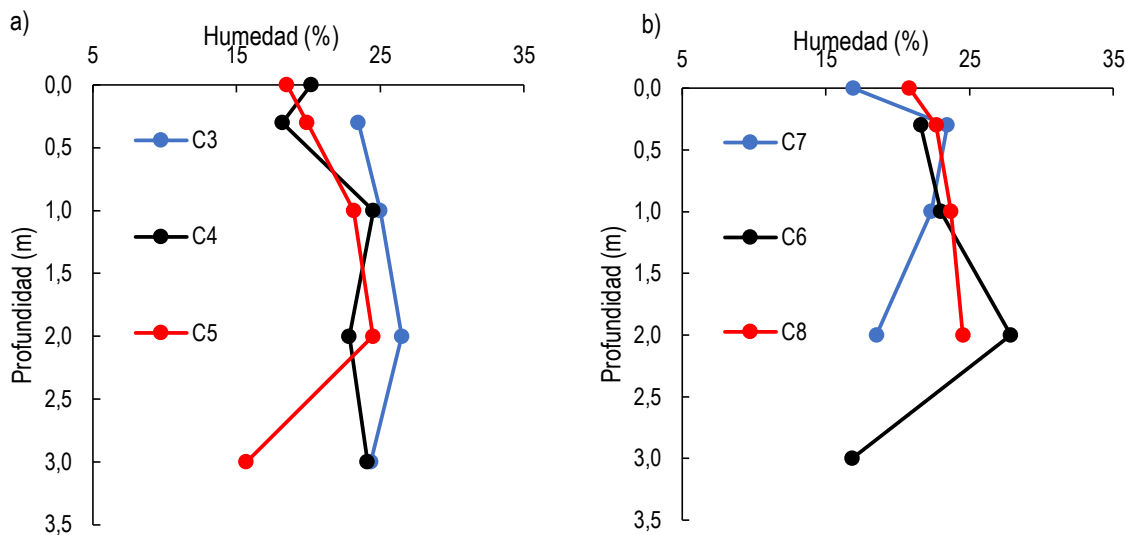 a)
Humedad (%)
5 15 25 35
0,0
0,5
1,0
1,5
2,0
2,5
3,0
3,5
Profundidad (m)
C3
C4
C5
b)
Humedad (%)
5 15 25 35
0,0
0,5
1,0
1,5
2,0
2,5
3,0
3,5
Profundidad (m)
C7
C6
C8